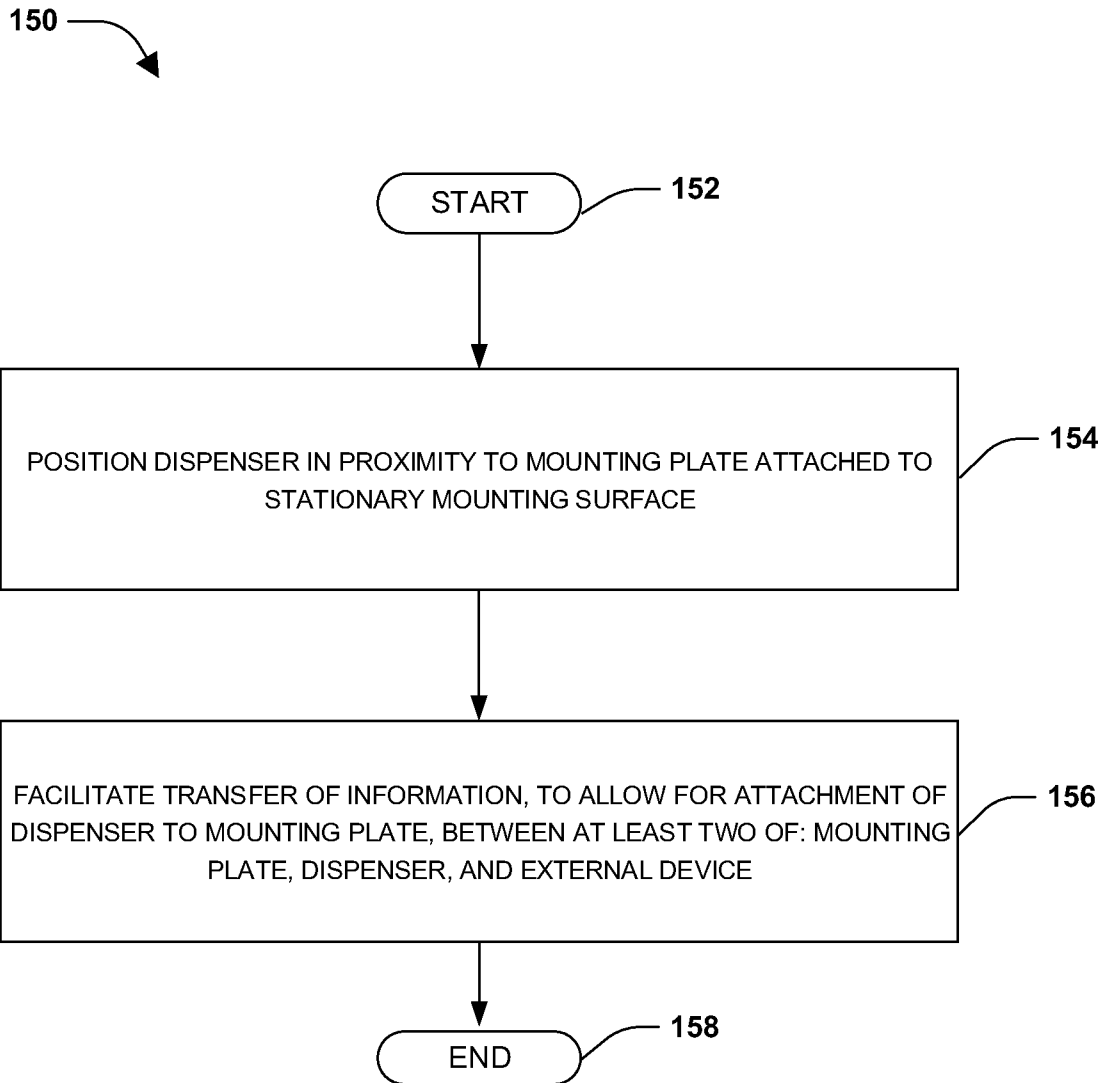 150
START
152
POSITION DISPENSER IN PROXIMITY TO MOUNTING PLATE ATTACHED TO
STATIONARY MOUNTING SURFACE
154
FACILITATE TRANSFER OF INFORMATION, TO ALLOW FOR ATTACHMENT OF
DISPENSER TO MOUNTING PLATE, BETWEEN AT LEAST TWO OF: MOUNTING
PLATE, DISPENSER, AND EXTERNAL DEVICE
156
END
158